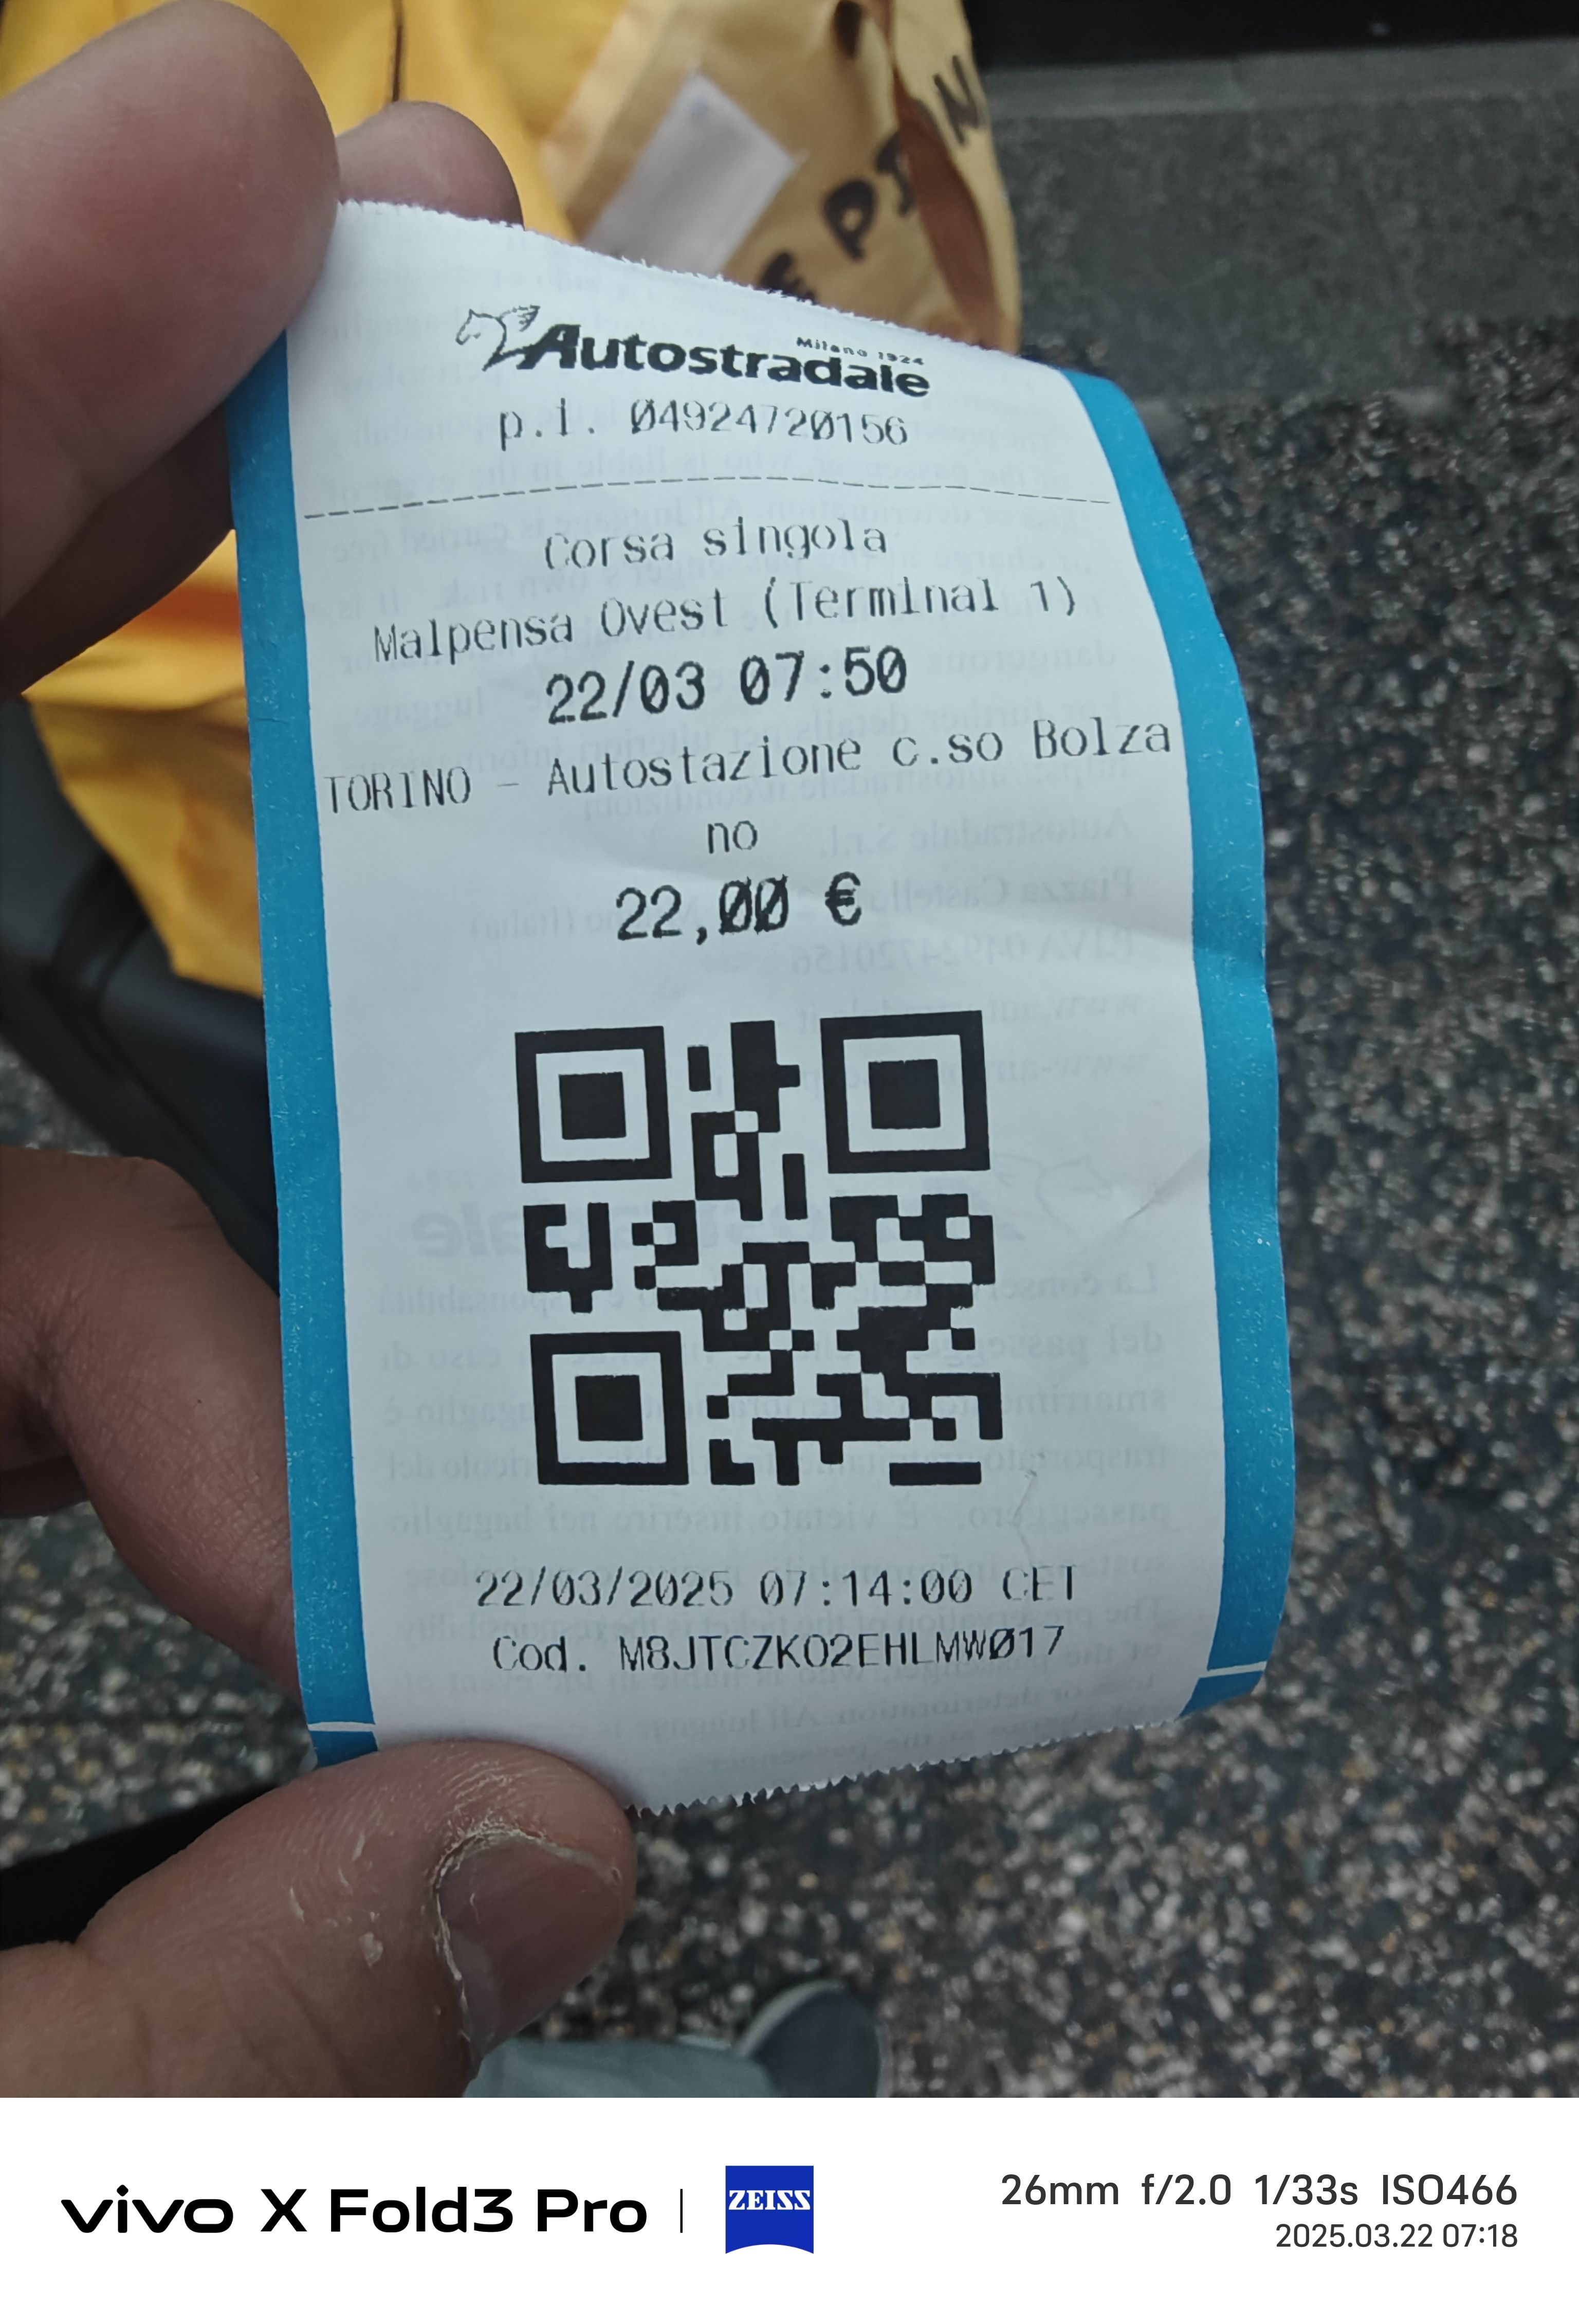 E PION
Autostradale
Milano 1924
p.i. 04924720156
Corsa singola
Malpensa Ovest (Terminal 1)
22/03 07:50
TORINO - Autostazione c.so Bolza
no
22,00 €
22/03/2025 07:14:00 CET
Cod. M8JTCZKO2EHLMW017
vivo X Fold3 Pro
ZEISS
26mm f/2.0 1/33s ISO466
2025.03.22 07:18